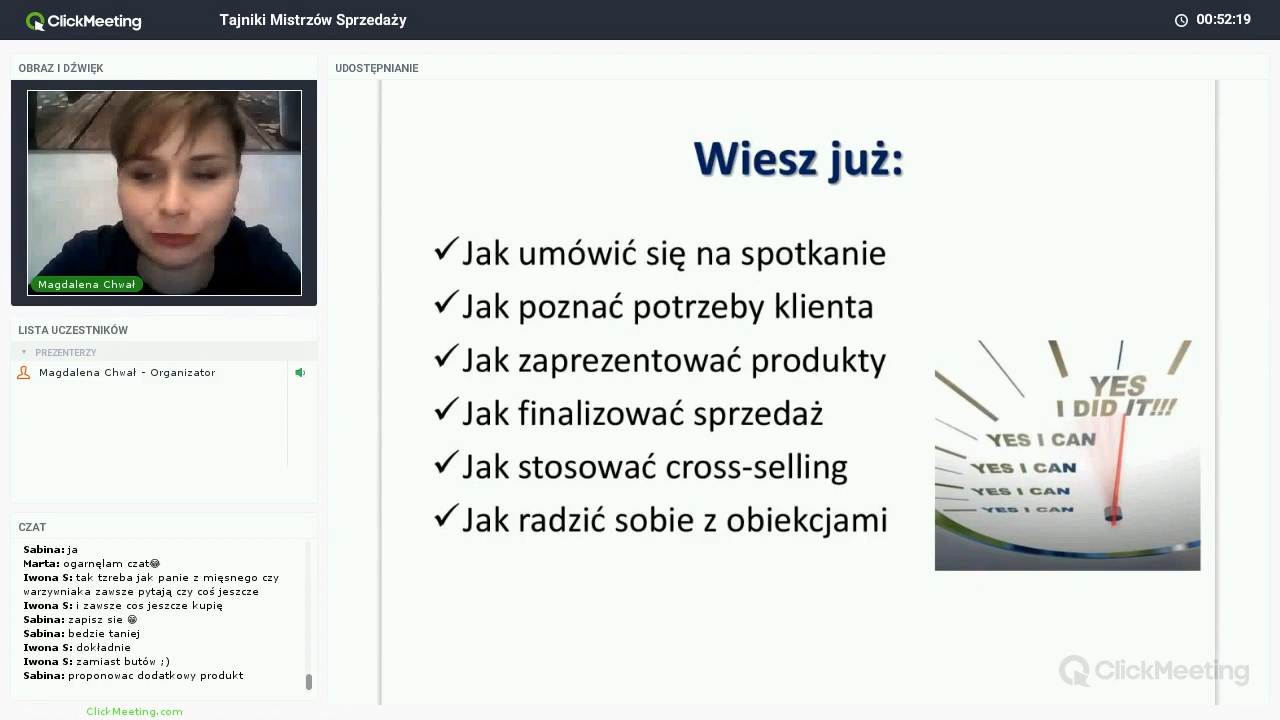 ClickMeeting
Tajniki Mistrzów Sprzedaży
00:52:19
OBRAZ I DŹWIĘK
Magdalena Chwał
LISTA UCZESTNIKÓW
PREZENTERZY
Magdalena Chwał - Organizator
CZAT
Sabina: ja
Marta: ogarnęlam czat😂
Iwona S: tak tzreba jak panie z mięsnego czy
warzywniaka zawsze pytają czy coś jeszcze
Iwona S: i zawsze cos jeszcze kupię
Sabina: zapisz sie 😁
Sabina: bedzie taniej
Iwona S: dokładnie
Iwona S: zamiast butów ;)
Sabina: proponowac dodatkowy produkt
ClickMeeting.com
UDOSTĘPNIANIE
Wiesz już:
✓Jak umówić się na spotkanie
✓Jak poznać potrzeby klienta
✓Jak zaprezentować produkty
✓Jak finalizować sprzedaż
✓Jak stosować cross-selling
✓Jak radzić sobie z obiekcjami
YES
I DID IT!!!
YES I CAN
YES I CAN
YES I CAN
YES I CAN
ClickMeeting